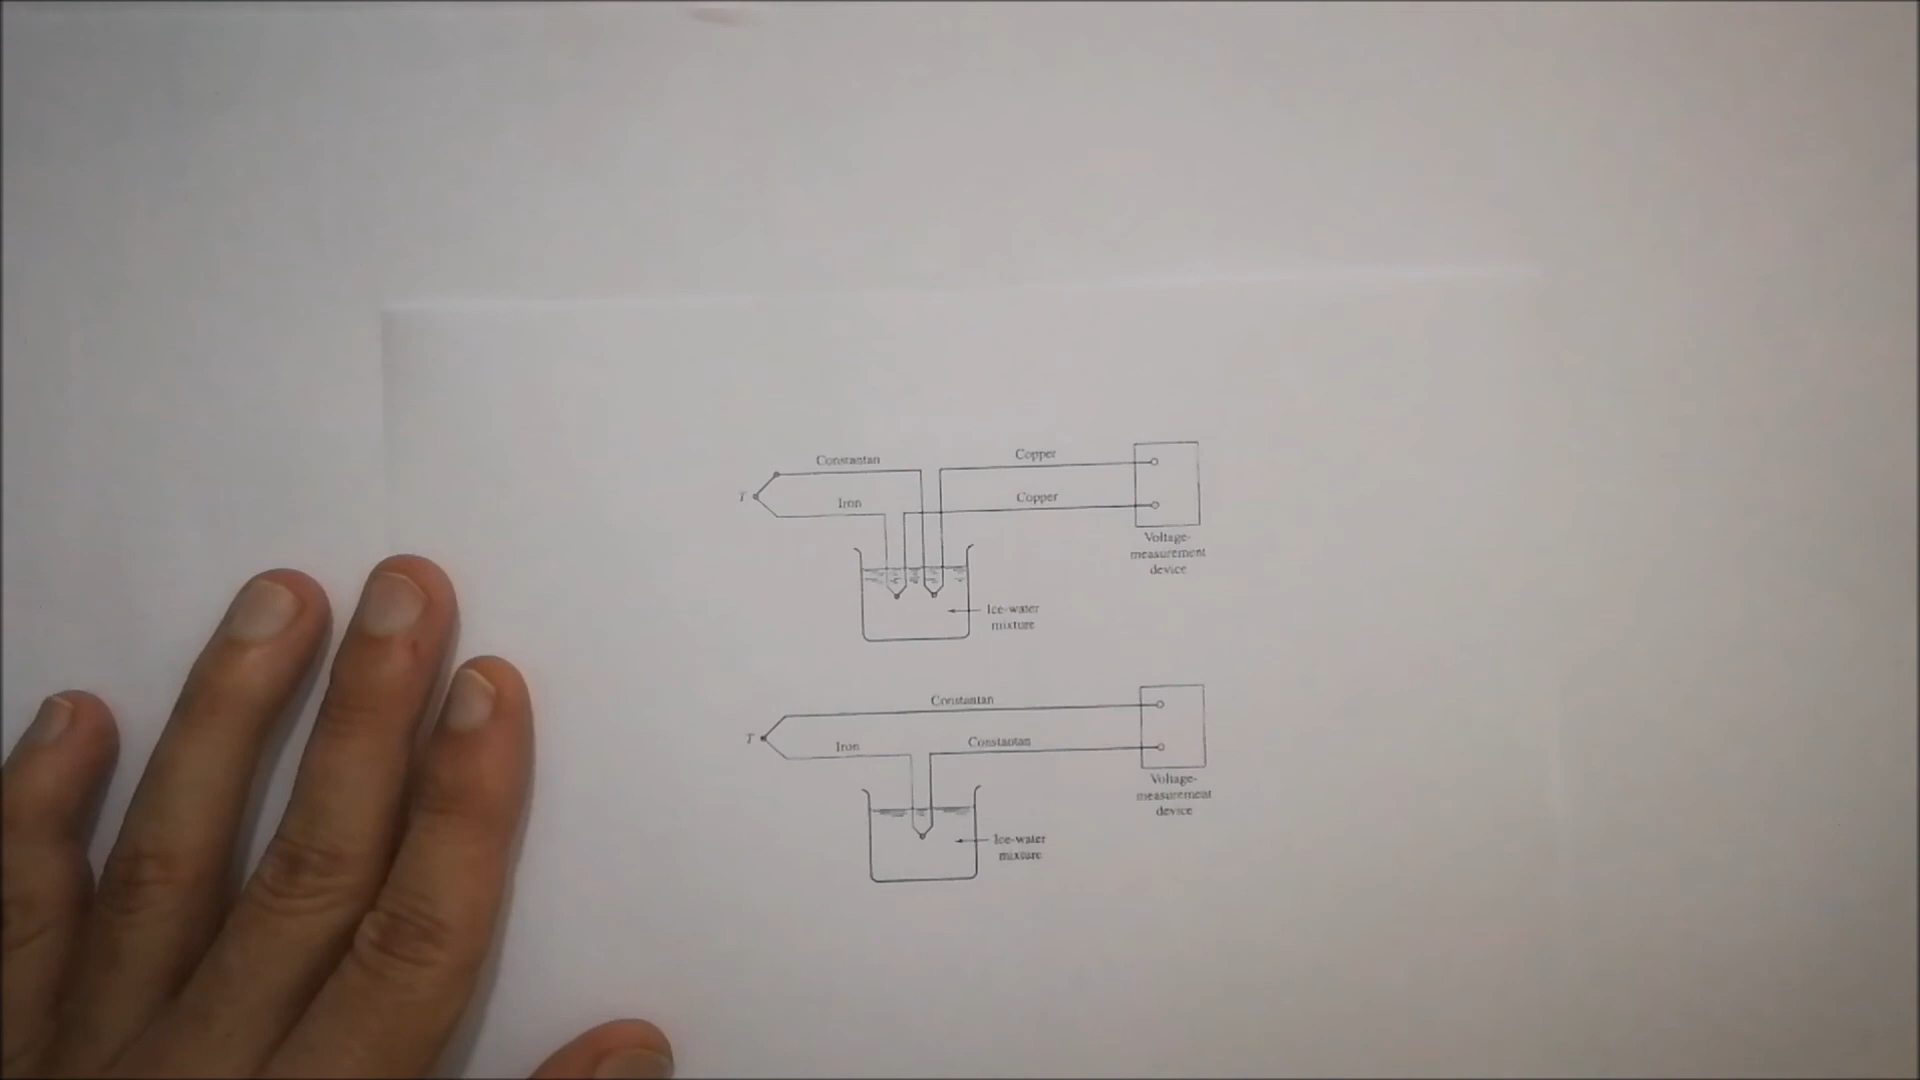 Constantan
Copper
T
Iron
Copper
Voltage-
measurement
device
Ice-water
mixture
Constantan
T
Iron
Constantan
Voltage-
measurement
device
Ice-water
mixture